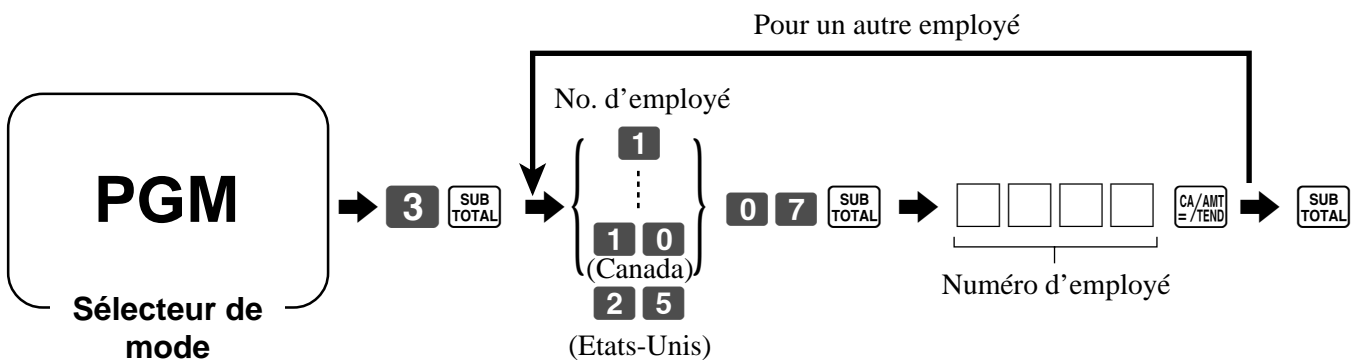 Pour un autre employé
No. d'employé
1
PGM
3 SUB TOTAL
0 7 SUB TOTAL
CA/AMT = /TEND
SUB TOTAL
1 0
(Canada)
Numéro d'employé
Sélecteur de
mode
2 5
(Etats-Unis)